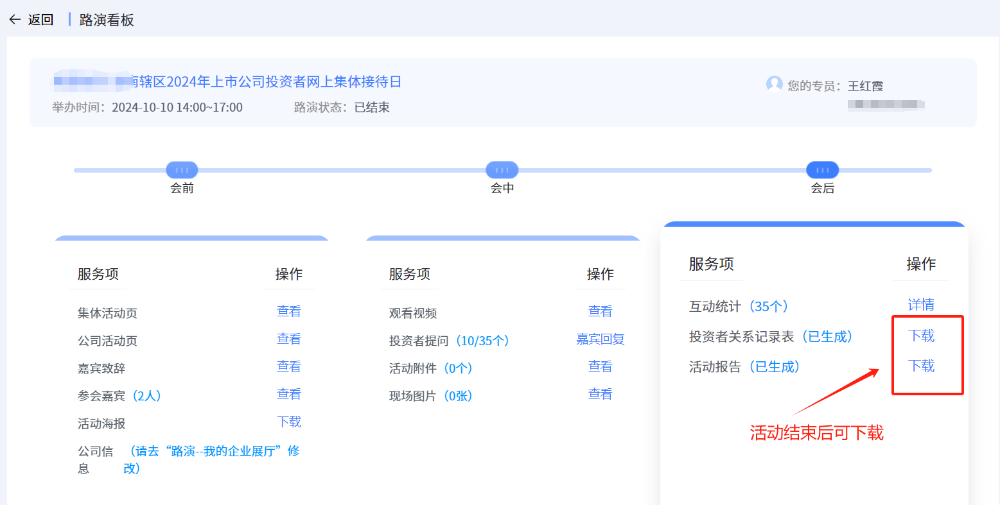 返回
路演看板
辖区2024年上市公司投资者网上集体接待日
举办时间：2024-10-10 14:00~17:00
路演状态：已结束
您的专员：王红霞
会前
会中
会后
服务项 操作
集体活动页 查看
公司活动页 查看
嘉宾致辞 查看
参会嘉宾（2人） 查看
活动海报 下载
公司信息 （请去“路演--我的企业展厅”修改）
服务项 操作
观看视频 查看
投资者提问（10/35个） 嘉宾回复
活动附件（0个） 查看
现场图片（0张） 查看
服务项 操作
互动统计（35个） 详情
投资者关系记录表（已生成） 下载
活动报告（已生成） 下载
活动结束后可下载